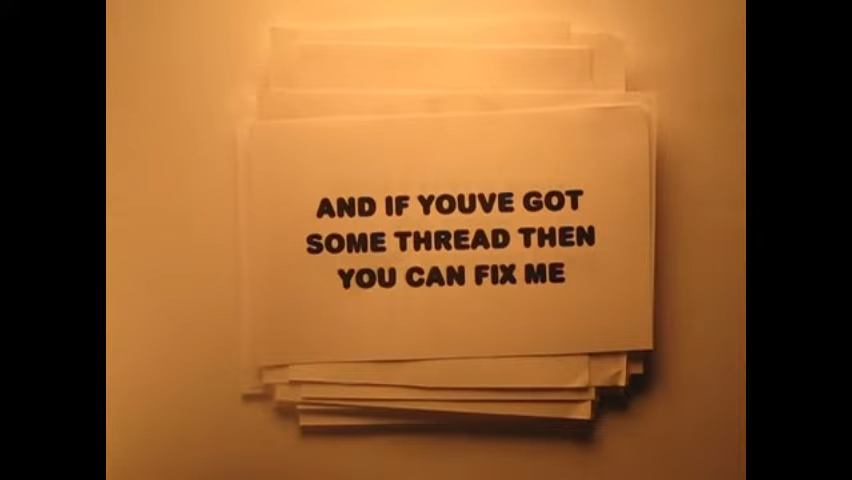 AND IF YOUVE GOT
SOME THREAD THEN
YOU CAN FIX ME